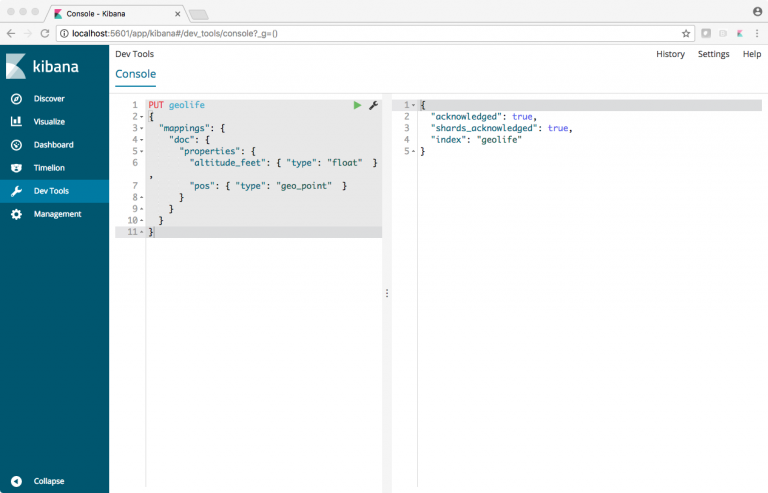 Console - Kibana
localhost:5601/app/kibana#/dev_tools/console?_g=()
kibana
Discover
Visualize
Dashboard
Timelion
Dev Tools
Management
Collapse
Dev Tools
History Settings Help
Console
1 PUT geolife
2 {
3 "mappings": {
4 "doc": {
5 "properties": {
6 "altitude_feet": { "type": "float" }
,
7 "pos": { "type": "geo_point" }
8 }
9 }
10 }
11 }
1 {
2 "acknowledged": true,
3 "shards_acknowledged": true,
4 "index": "geolife"
5 }